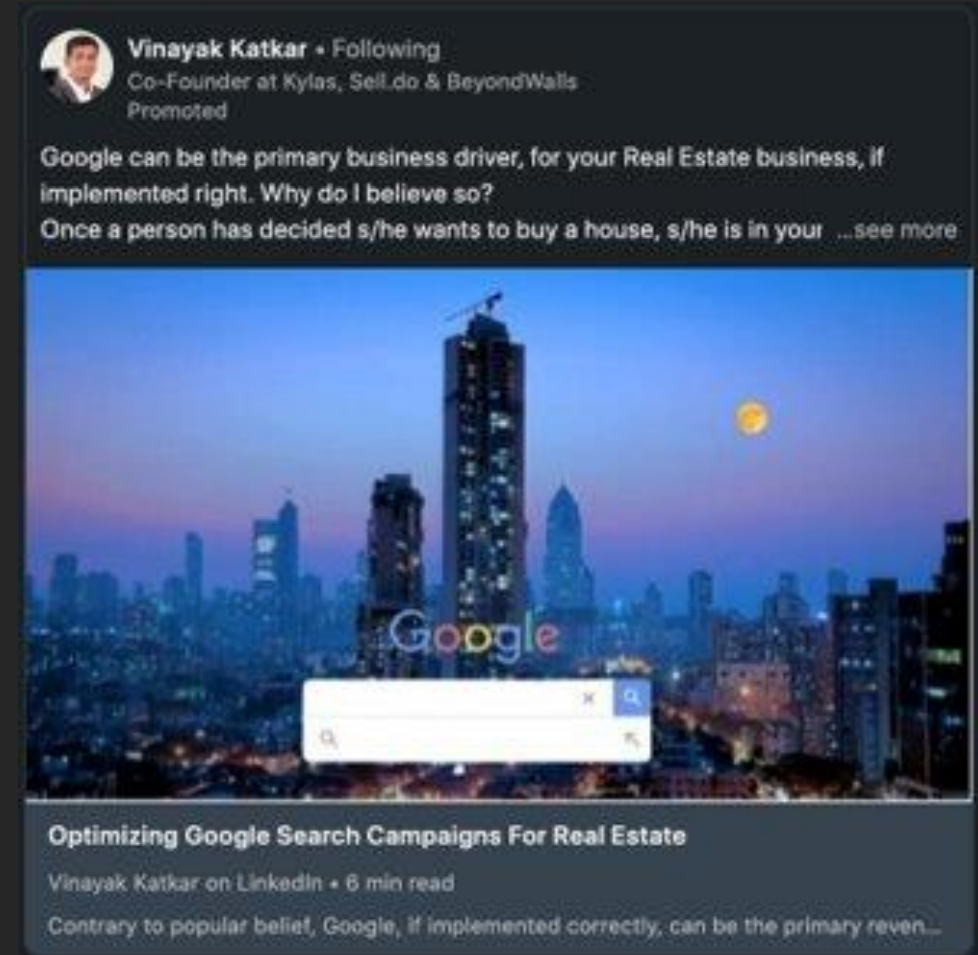 Vinayak Katkar • Following
Co-Founder at Kylas, Sell.do & BeyondWalls
Promoted
Google can be the primary business driver, for your Real Estate business, if
implemented right. Why do I believe so?
Once a person has decided s/he wants to buy a house, s/he is in your ...see more
Google
Optimizing Google Search Campaigns For Real Estate
Vinayak Katkar on LinkedIn • 6 min read
Contrary to popular belief, Google, if implemented correctly, can be the primary reven...